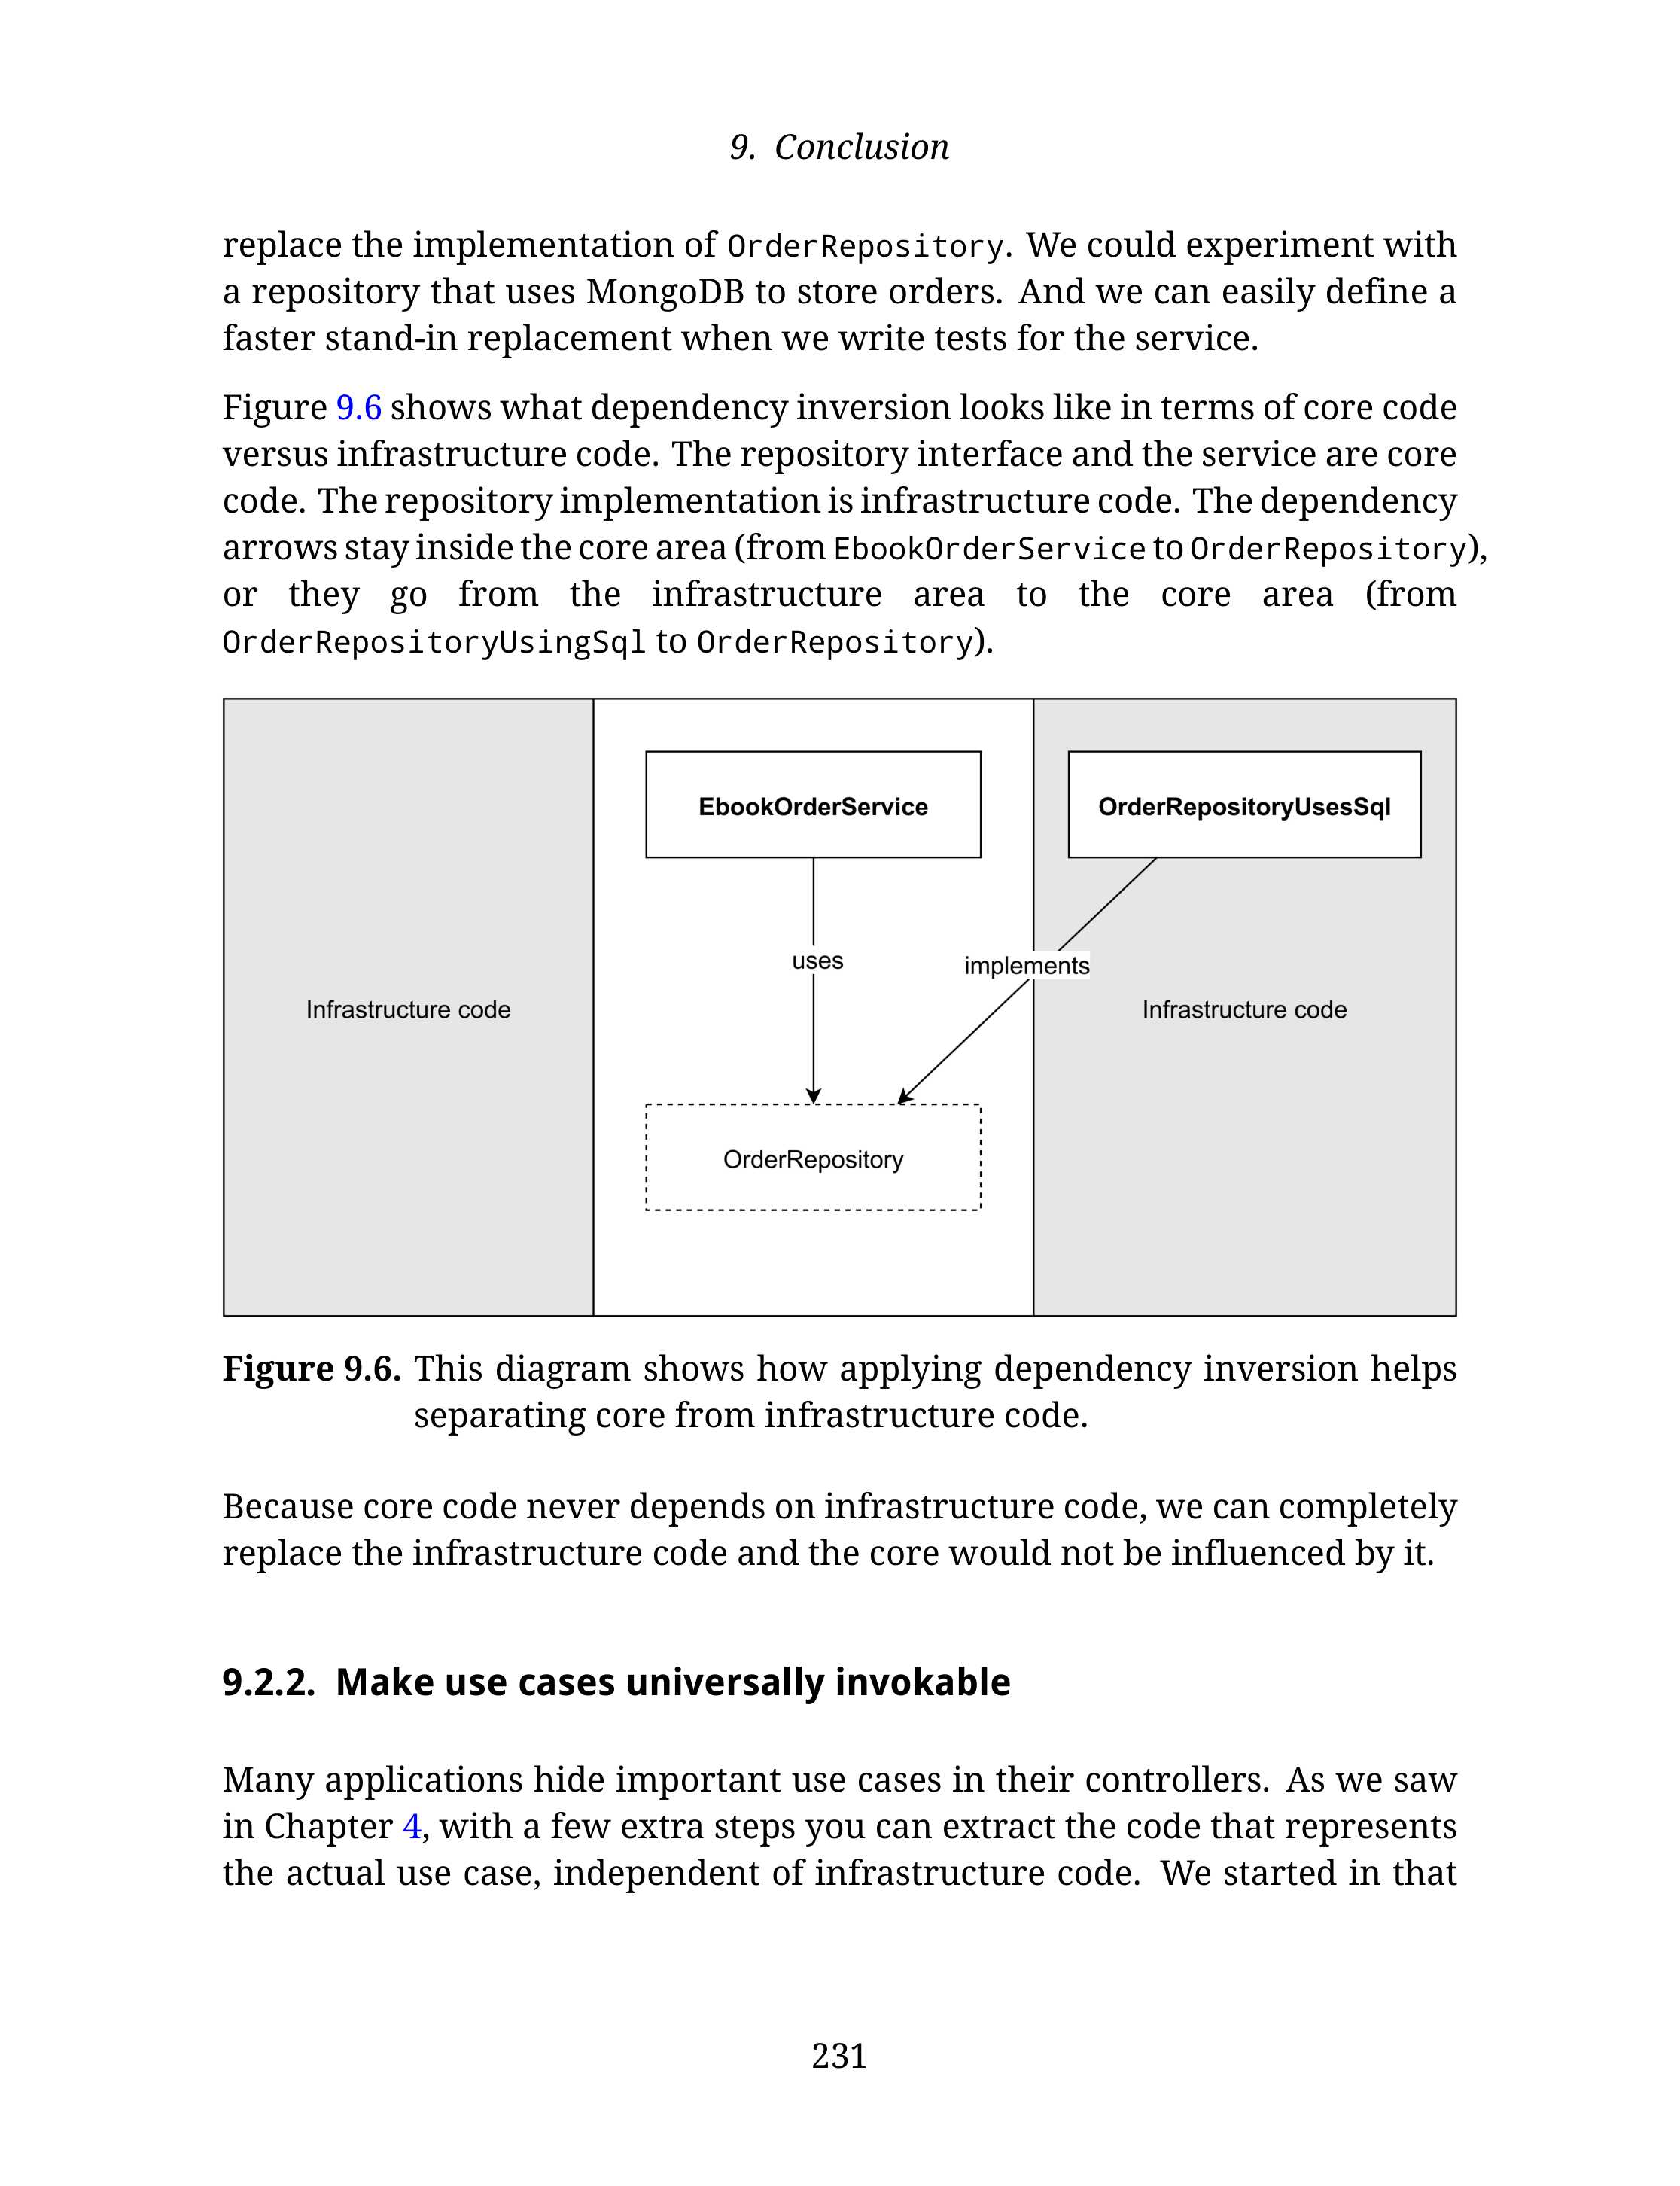 9. Conclusion
replace the implementation of OrderRepository. We could experiment with
a repository that uses MongoDB to store orders. And we can easily define a
faster stand-in replacement when we write tests for the service.
Figure 9.6 shows what dependency inversion looks like in terms of core code
versus infrastructure code. The repository interface and the service are core
code. The repository implementation is infrastructure code. The dependency
arrows stay inside the core area (from EbookOrderService to OrderRepository),
or they go from the infrastructure area to the core area (from
OrderRepositoryUsingSql to OrderRepository).
EbookOrderService
OrderRepositoryUsesSql
uses
implements
Infrastructure code
Infrastructure code
OrderRepository
Figure 9.6. This diagram shows how applying dependency inversion helps
separating core from infrastructure code.
Because core code never depends on infrastructure code, we can completely
replace the infrastructure code and the core would not be influenced by it.
9.2.2. Make use cases universally invokable
Many applications hide important use cases in their controllers. As we saw
in Chapter 4, with a few extra steps you can extract the code that represents
the actual use case, independent of infrastructure code. We started in that
231